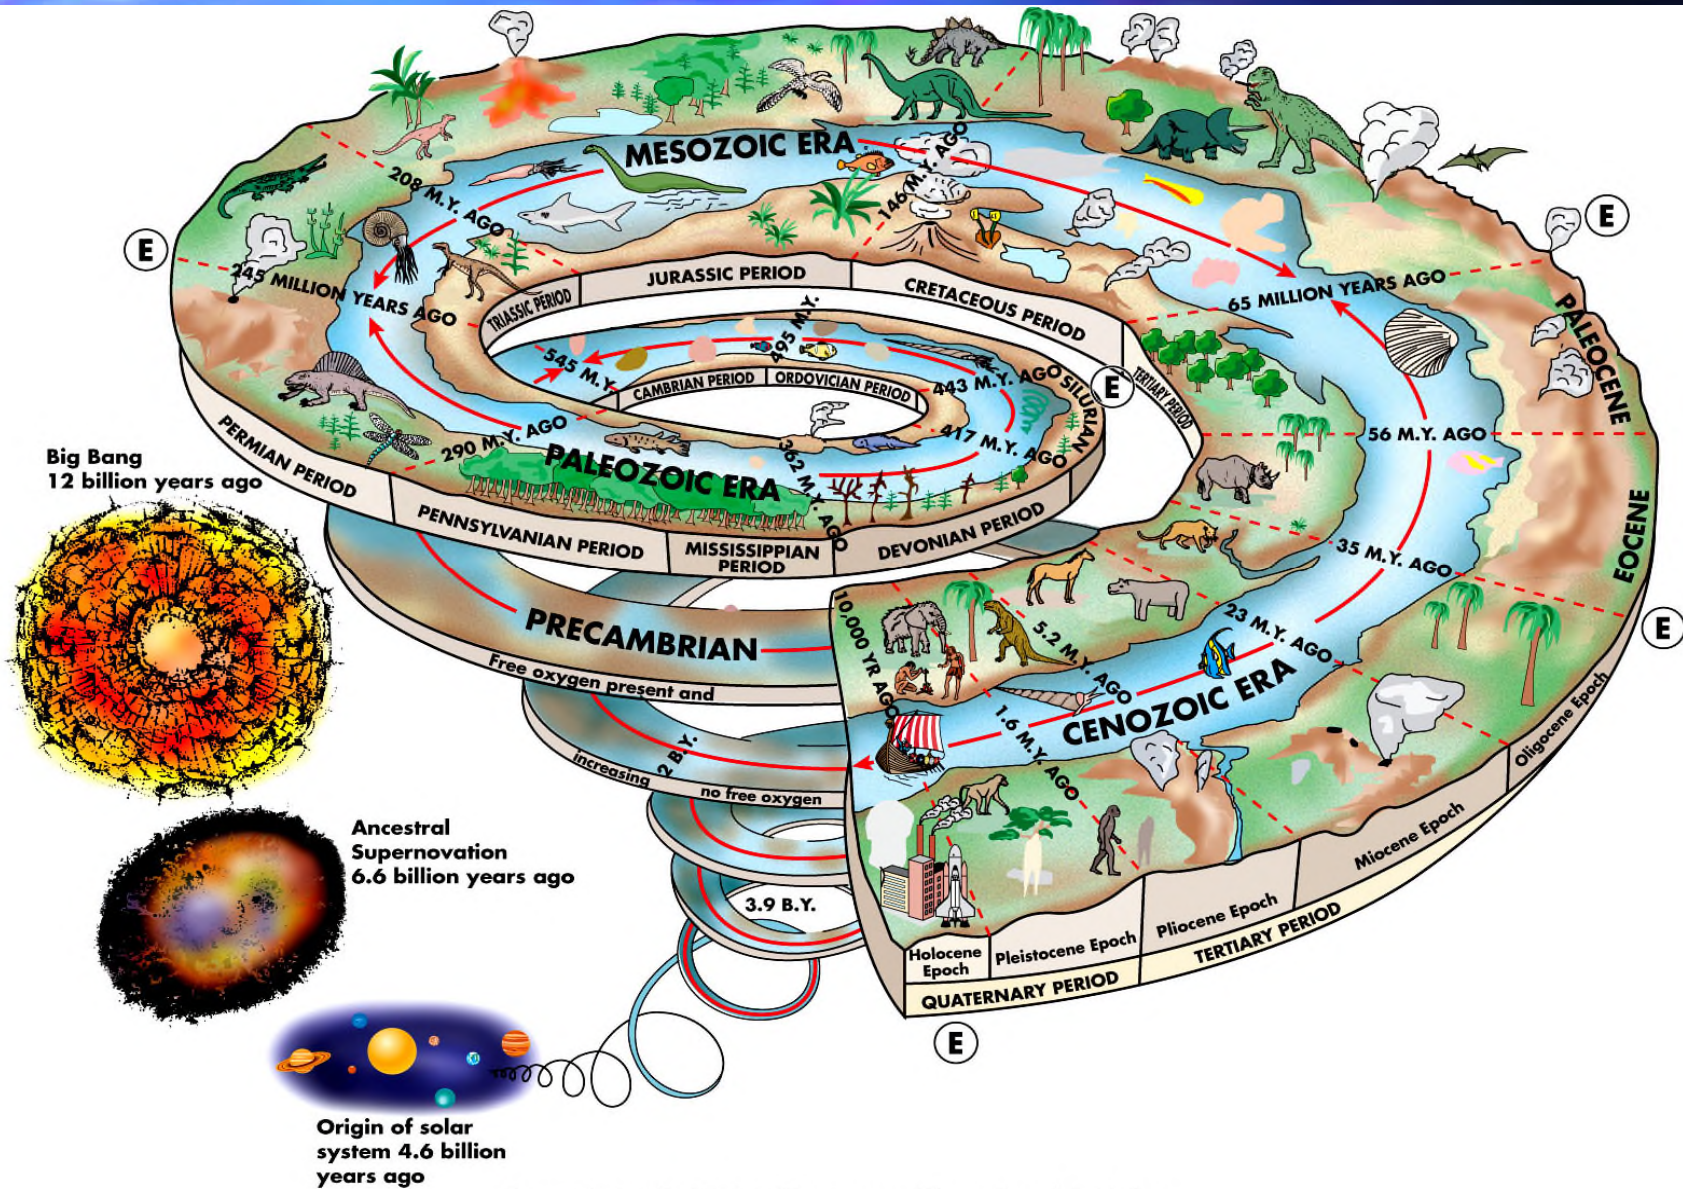 MESOZOIC ERA
208 M.Y. AGO
146 M.Y. AGO
E
E
245 MILLION YEARS AGO
65 MILLION YEARS AGO
TRIASSIC PERIOD
JURASSIC PERIOD
CRETACEOUS PERIOD
TERTIARY PERIOD
PALEOCENE
545 M.Y.
495 M.Y.
CAMBRIAN PERIOD
ORDOVICIAN PERIOD
443 M.Y. AGO
SILURIAN
E
417 M.Y. AGO
290 M.Y. AGO
PALEOZOIC ERA
362 M.Y. AGO
56 M.Y. AGO
EOCENE
35 M.Y. AGO
E
PERMIAN PERIOD
PENNSYLVANIAN PERIOD
MISSISSIPPIAN
PERIOD
DEVONIAN PERIOD
Big Bang
12 billion years ago
PRECAMBRIAN
Free oxygen present and
increasing
2 B.Y.
no free oxygen
3.9 B.Y.
10,000 YR AGO
5.2 M.Y. AGO
23 M.Y. AGO
1.6 M.Y. AGO
CENOZOIC ERA
Oligocene Epoch
Miocene Epoch
Pliocene Epoch
Pleistocene Epoch
Holocene
Epoch
TERTIARY PERIOD
QUATERNARY PERIOD
E
Ancestral
Supernovation
6.6 billion years ago
Origin of solar
system 4.6 billion
years ago